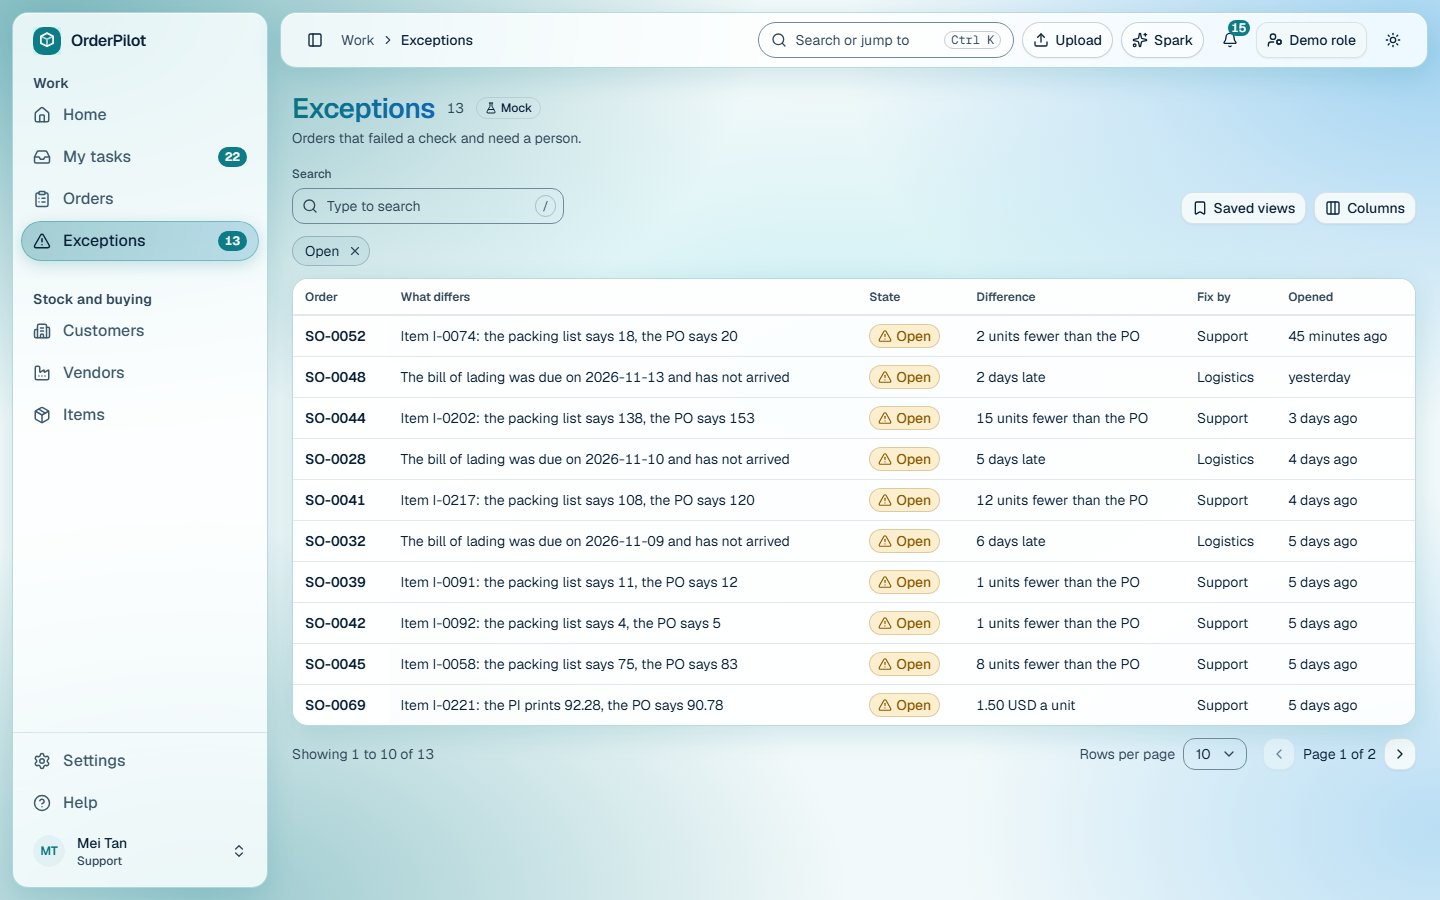 OrderPilot
Work
Home
My tasks 22
Orders
Exceptions 13
Stock and buying
Customers
Vendors
Items
Settings
Help
MT
Mei Tan
Support
Work Exceptions
Search or jump to Ctrl K
Upload
Spark
15
Demo role
Exceptions 13 Mock
Orders that failed a check and need a person.
Search
Type to search /
Saved views
Columns
Open
Order What differs State Difference Fix by Opened
SO-0052 Item I-0074: the packing list says 18, the PO says 20 Open 2 units fewer than the PO Support 45 minutes ago
SO-0048 The bill of lading was due on 2026-11-13 and has not arrived Open 2 days late Logistics yesterday
SO-0044 Item I-0202: the packing list says 138, the PO says 153 Open 15 units fewer than the PO Support 3 days ago
SO-0028 The bill of lading was due on 2026-11-10 and has not arrived Open 5 days late Logistics 4 days ago
SO-0041 Item I-0217: the packing list says 108, the PO says 120 Open 12 units fewer than the PO Support 4 days ago
SO-0032 The bill of lading was due on 2026-11-09 and has not arrived Open 6 days late Logistics 5 days ago
SO-0039 Item I-0091: the packing list says 11, the PO says 12 Open 1 units fewer than the PO Support 5 days ago
SO-0042 Item I-0092: the packing list says 4, the PO says 5 Open 1 units fewer than the PO Support 5 days ago
SO-0045 Item I-0058: the packing list says 75, the PO says 83 Open 8 units fewer than the PO Support 5 days ago
SO-0069 Item I-0221: the PI prints 92.28, the PO says 90.78 Open 1.50 USD a unit Support 5 days ago
Showing 1 to 10 of 13
Rows per page 10
Page 1 of 2